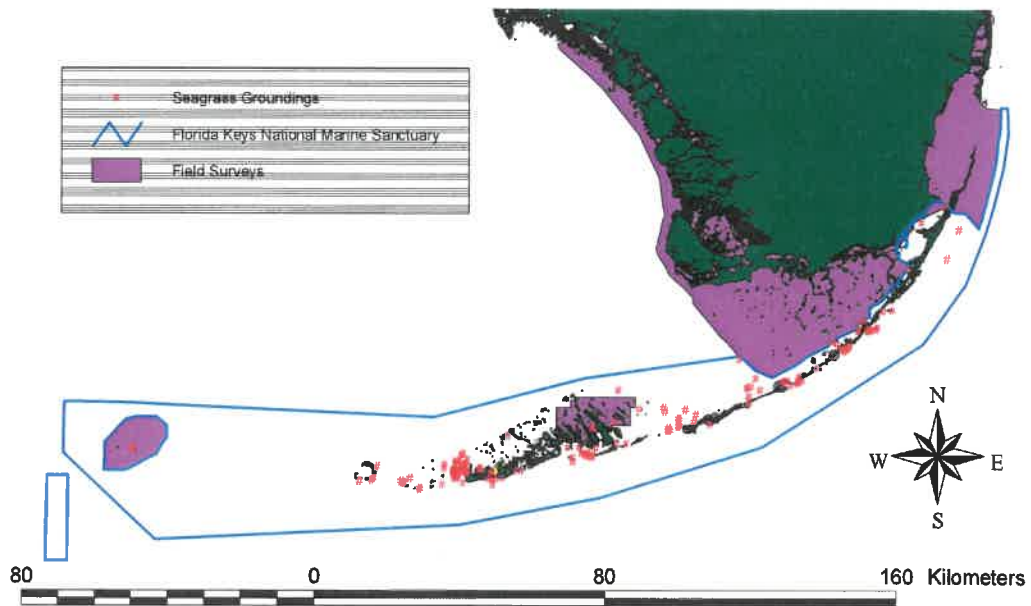 Seagrass Groundings
Florida Keys National Marine Sanctuary
Field Surveys
N
W E
S
80 0 80 160 Kilometers